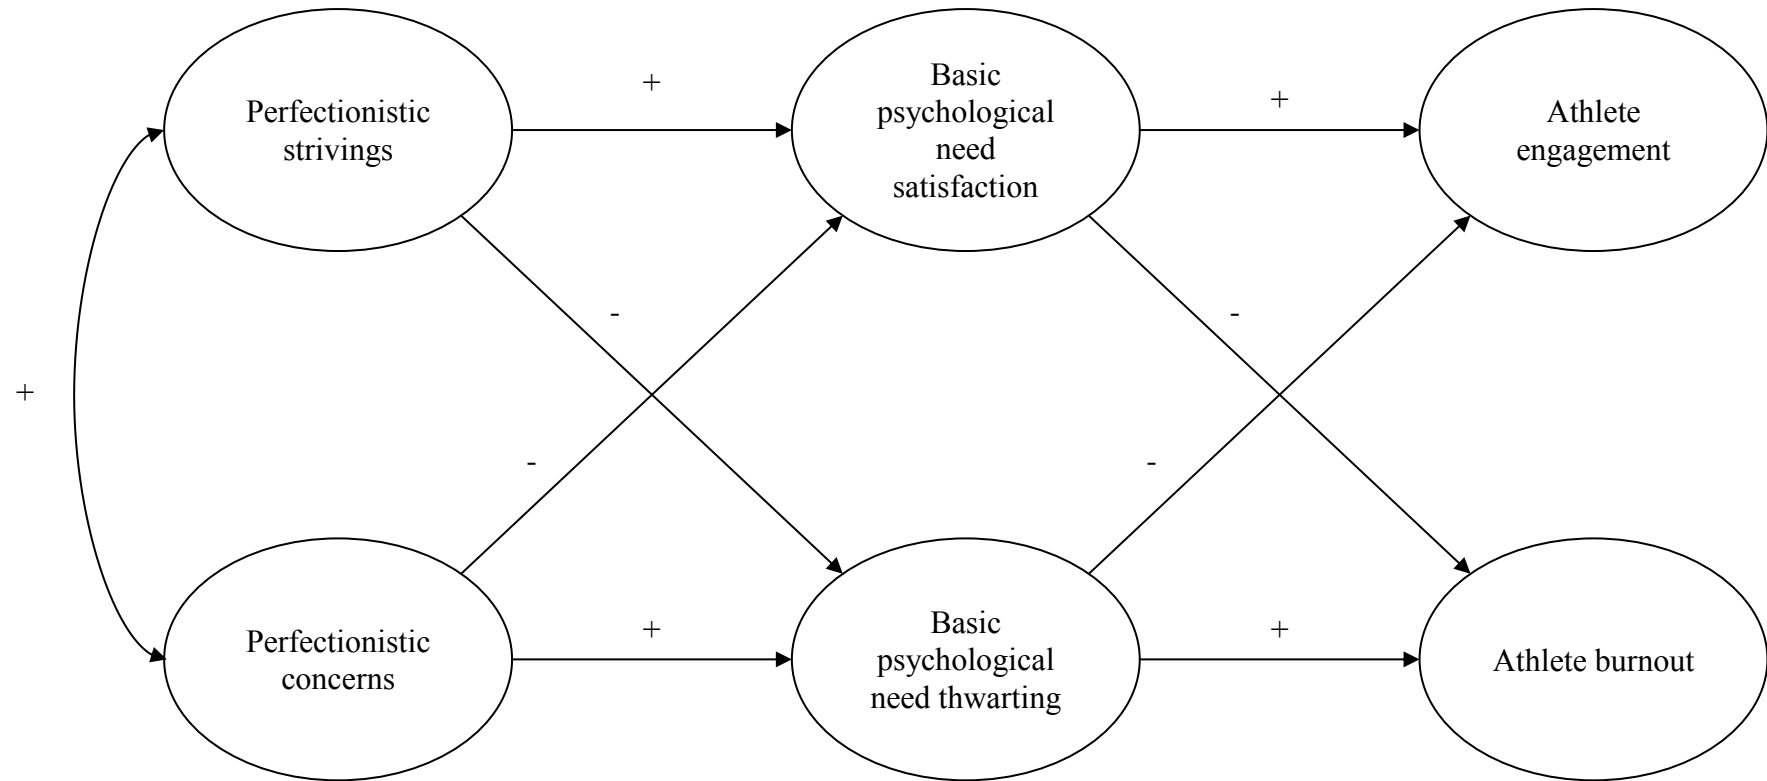 Perfectionistic
strivings
+
Basic
psychological
need
satisfaction
+
Athlete
engagement
-
-
+
-
-
Perfectionistic
concerns
+
Basic
psychological
need thwarting
+
Athlete burnout